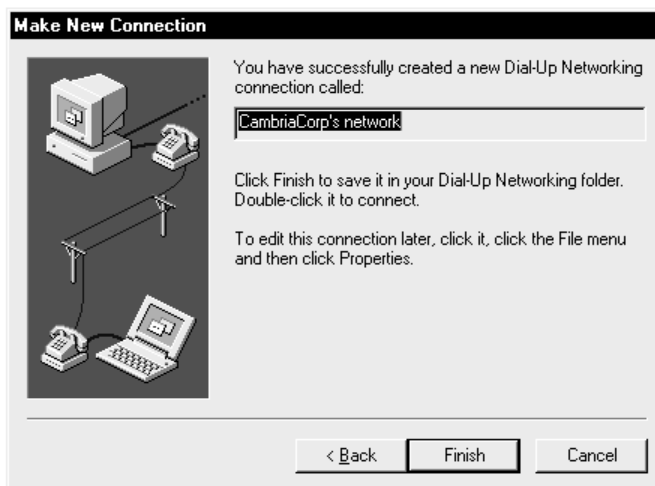 Make New Connection
You have successfully created a new Dial-Up Networking
connection called:
CambriaCorp's network
Click Finish to save it in your Dial-Up Networking folder.
Double-click it to connect.
To edit this connection later, click it, click the File menu
and then click Properties.
< Back
Finish
Cancel